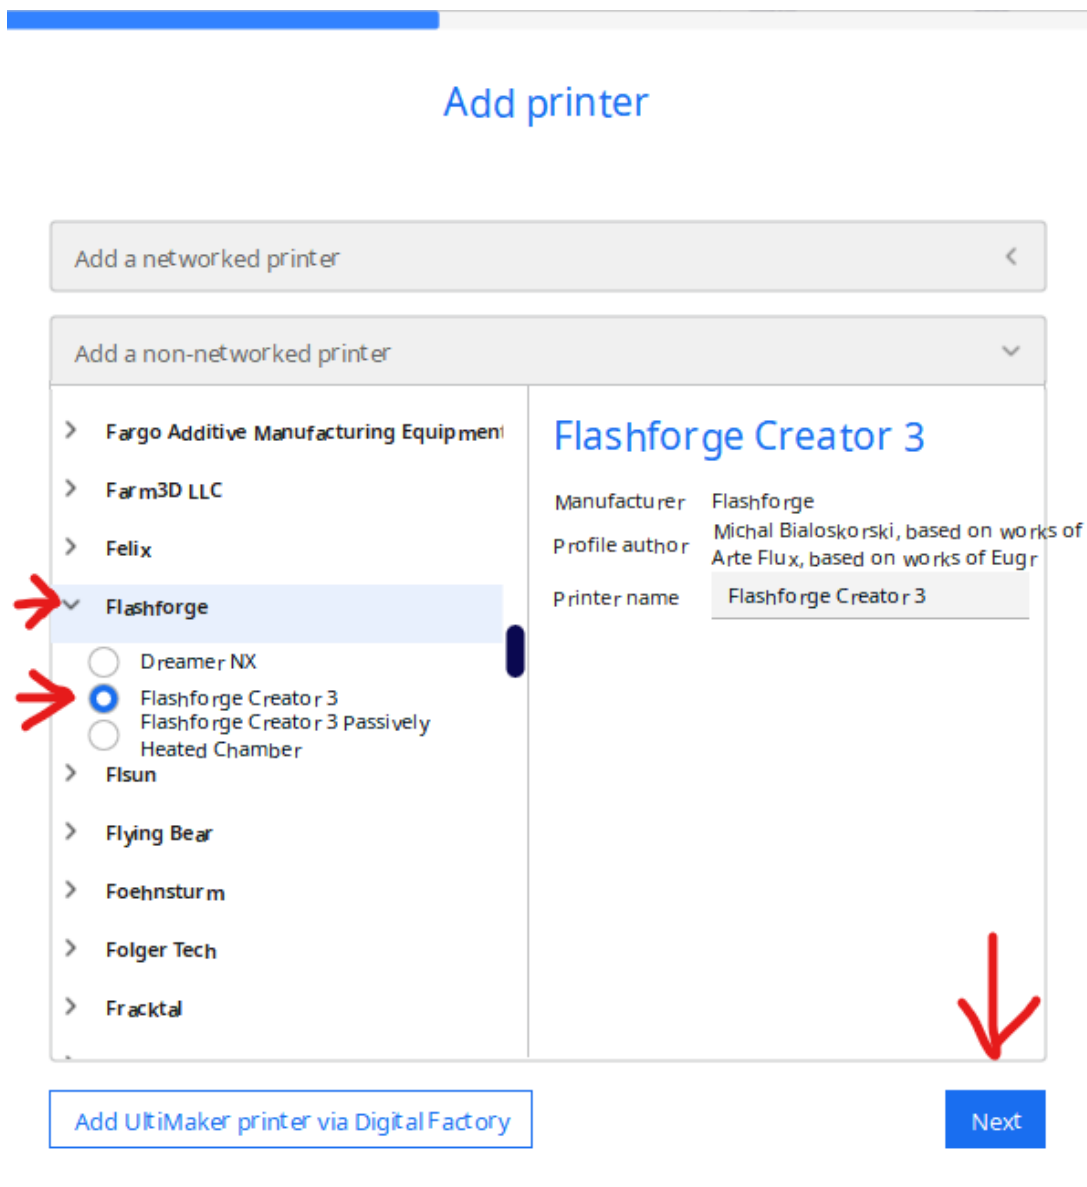 Add printer
Add a networked printer
Add a non-networked printer
Fargo Additive Manufacturing Equipment
Farm3D LLC
Felix
Flashforge
Dreamer NX
Flashforge Creator 3
Flashforge Creator 3 Passively
Heated Chamber
Flsun
Flying Bear
Foehnsturm
Folger Tech
Fracktal
Flashforge Creator 3
Manufacturer Flashforge
Profile author Michal Bialoskorski, based on works of
Arte Flux, based on works of Eugr
Printer name Flashforge Creator 3
Add UltiMaker printer via Digital Factory
Next